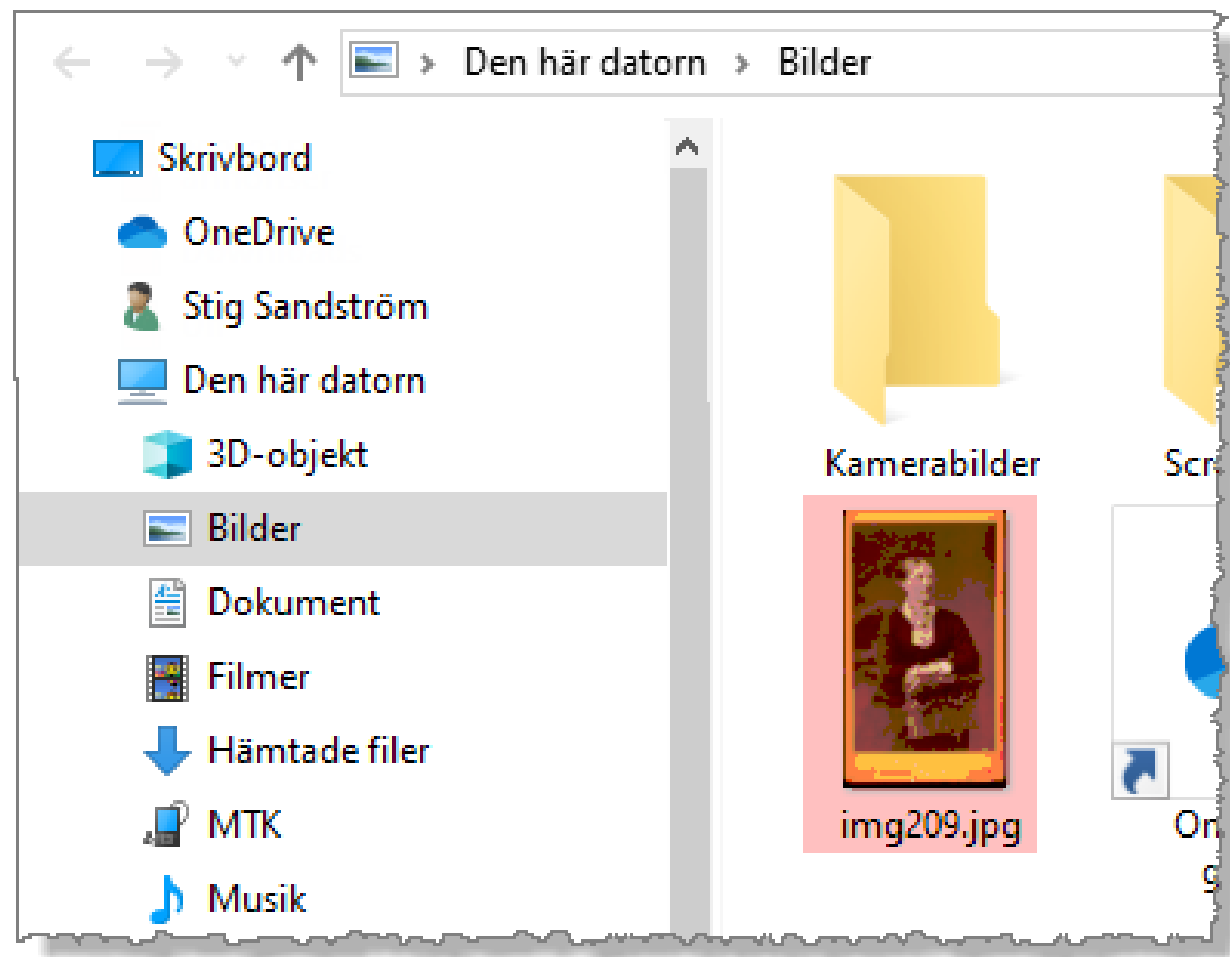 Den här datorn > Bilder
Skrivbord
OneDrive
Stig Sandström
Den här datorn
3D-objekt
Bilder
Dokument
Filmer
Hämtade filer
MTK
Musik
Kamerabilder
img209.jpg